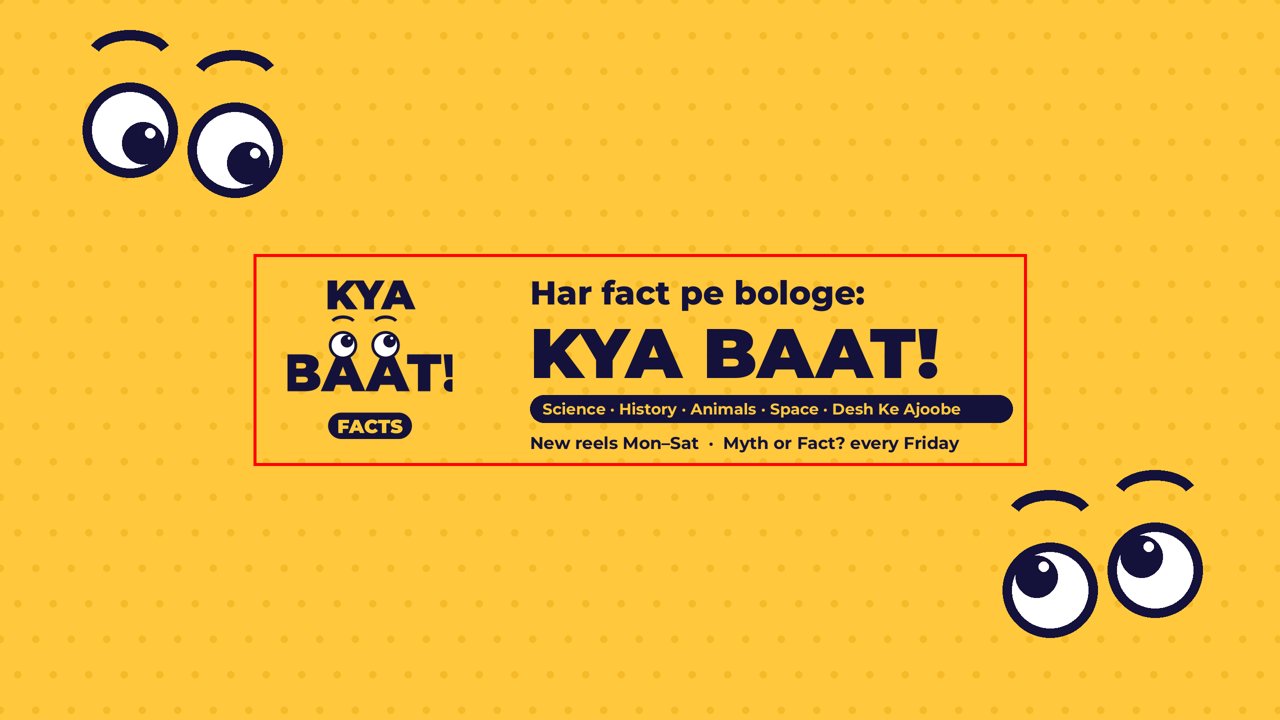 KYA
BAAT!
FACTS
Har fact pe bologe:
KYA BAAT!
Science · History · Animals · Space · Desh Ke Ajoobe
New reels Mon–Sat · Myth or Fact? every Friday